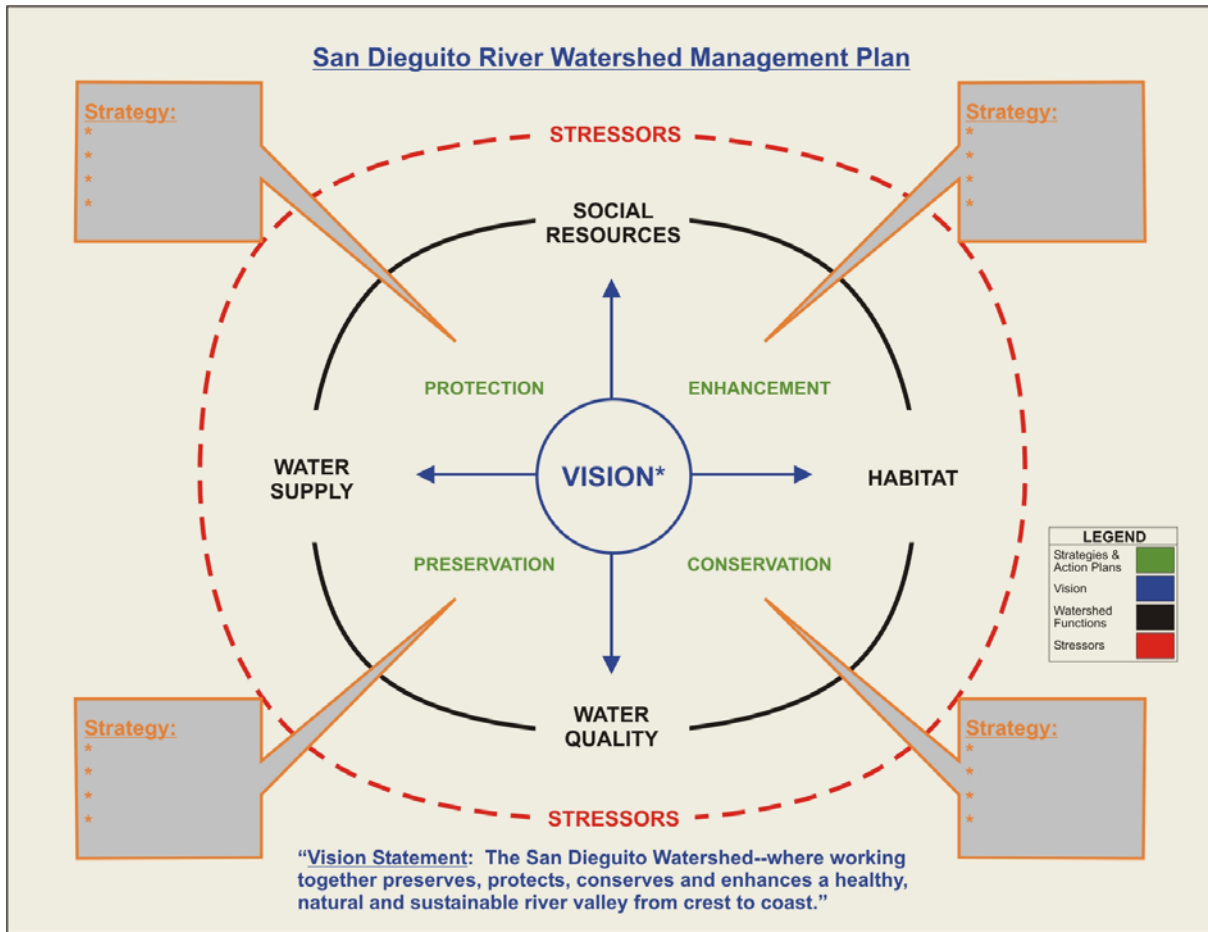 San Dieguito River Watershed Management Plan
Strategy:
*
*
*
*
Strategy:
*
*
*
*
STRESSORS
SOCIAL
RESOURCES
PROTECTION
ENHANCEMENT
WATER
SUPPLY
VISION*
HABITAT
PRESERVATION
CONSERVATION
LEGEND
Strategies &
Action Plans
Vision
Watershed
Functions
Stressors
WATER
QUALITY
Strategy:
*
*
*
*
Strategy:
*
*
*
*
STRESSORS
“Vision Statement: The San Dieguito Watershed--where working
together preserves, protects, conserves and enhances a healthy,
natural and sustainable river valley from crest to coast.”